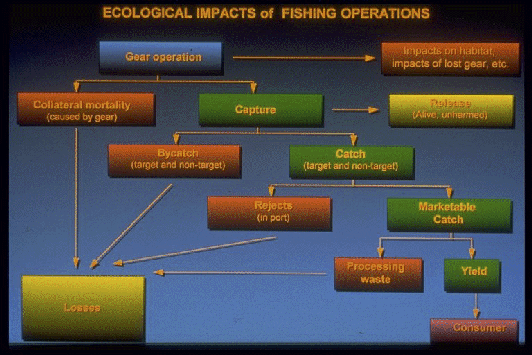 ECOLOGICAL IMPACTS of FISHING OPERATIONS
Gear operation
Impacts on habitat,
impacts of lost gear, etc.
Collateral mortality
(caused by gear)
Capture
Release
(Alive, unharmed)
Bycatch
(target and non-target)
Catch
(target and non-target)
Rejects
(in port)
Marketable
Catch
Processing
waste
Yield
Losses
Consumer